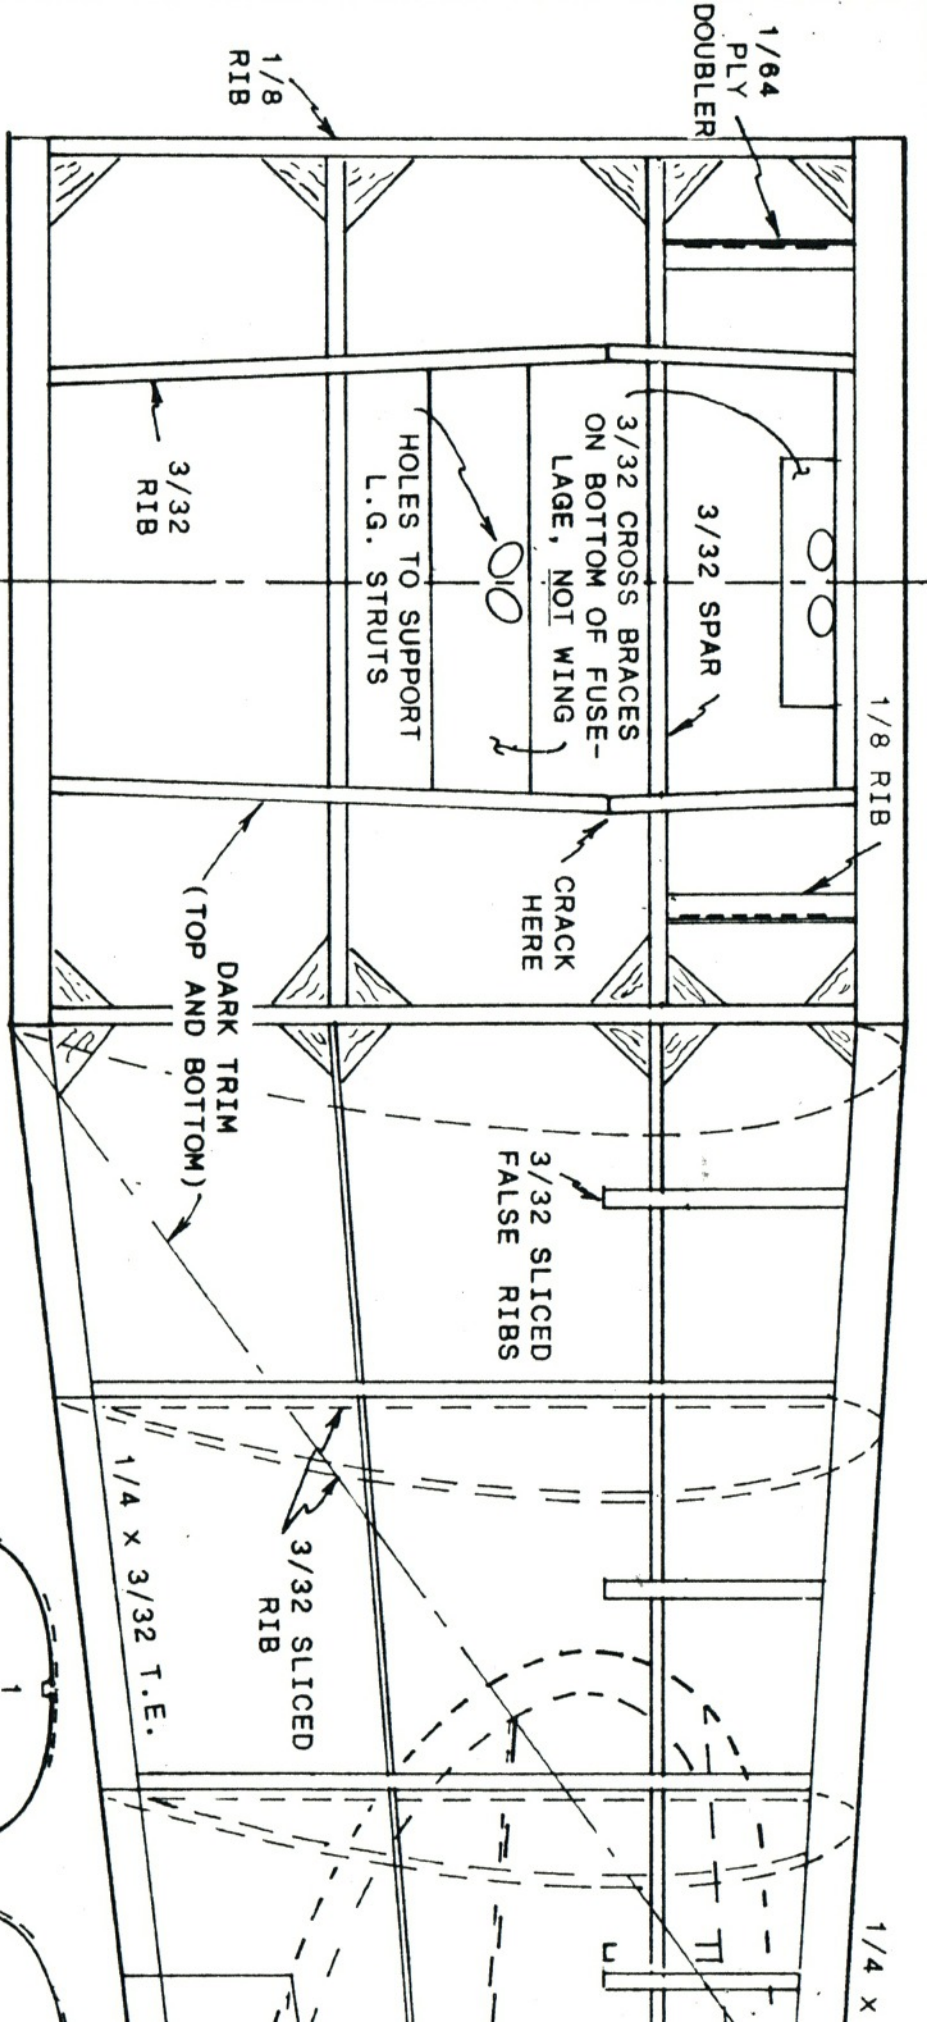 1/64
PLY
DOUBLER
1/8
RIB
3/32
RIB
3/32 CROSS BRACES
ON BOTTOM OF FUSE-
LAGE, NOT WING
HOLES TO SUPPORT
L.G. STRUTS
3/32 SPAR
1/8 RIB
CRACK
HERE
DARK TRIM
(TOP AND BOTTOM)
3/32 SLICED
FALSE RIBS
3/32 SLICED
RIB
1/4 x 3/32 T.E.
1/4 x
1